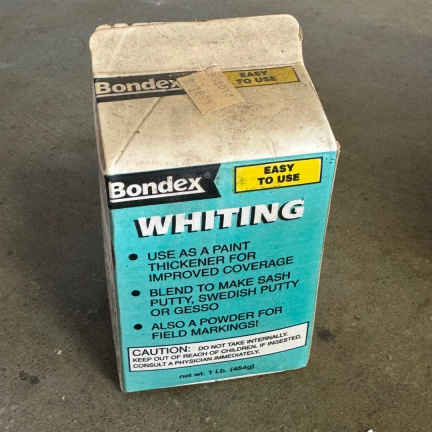 Bondex
EASY
TO USE
Bondex
EASY
TO USE
WHITING
• USE AS A PAINT
THICKENER FOR
IMPROVED COVERAGE
• BLEND TO MAKE SASH
PUTTY, SWEDISH PUTTY
OR GESSO
• ALSO A POWDER FOR
FIELD MARKINGS!
CAUTION: DO NOT TAKE INTERNALLY.
KEEP OUT OF REACH OF CHILDREN. IF INGESTED,
CONSULT A PHYSICIAN IMMEDIATELY.
net wt. 1 Lb. (454g)